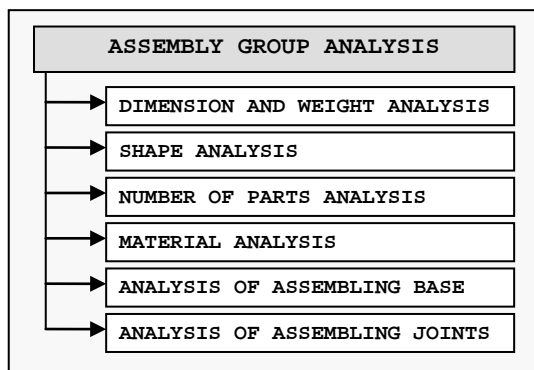 ASSEMBLY GROUP ANALYSIS
DIMENSION AND WEIGHT ANALYSIS
SHAPE ANALYSIS
NUMBER OF PARTS ANALYSIS
MATERIAL ANALYSIS
ANALYSIS OF ASSEMBLING BASE
ANALYSIS OF ASSEMBLING JOINTS